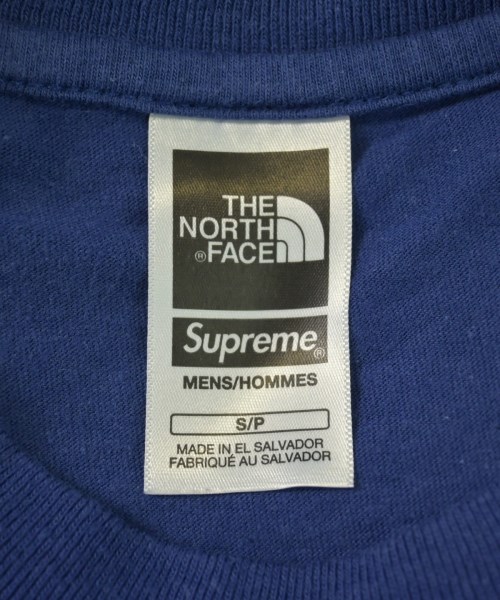 THE
NORTH
®FACE
Supreme®
MENS/HOMMES
S/P
MADE IN EL SALVADOR
FABRIQUÉ AU SALVADOR